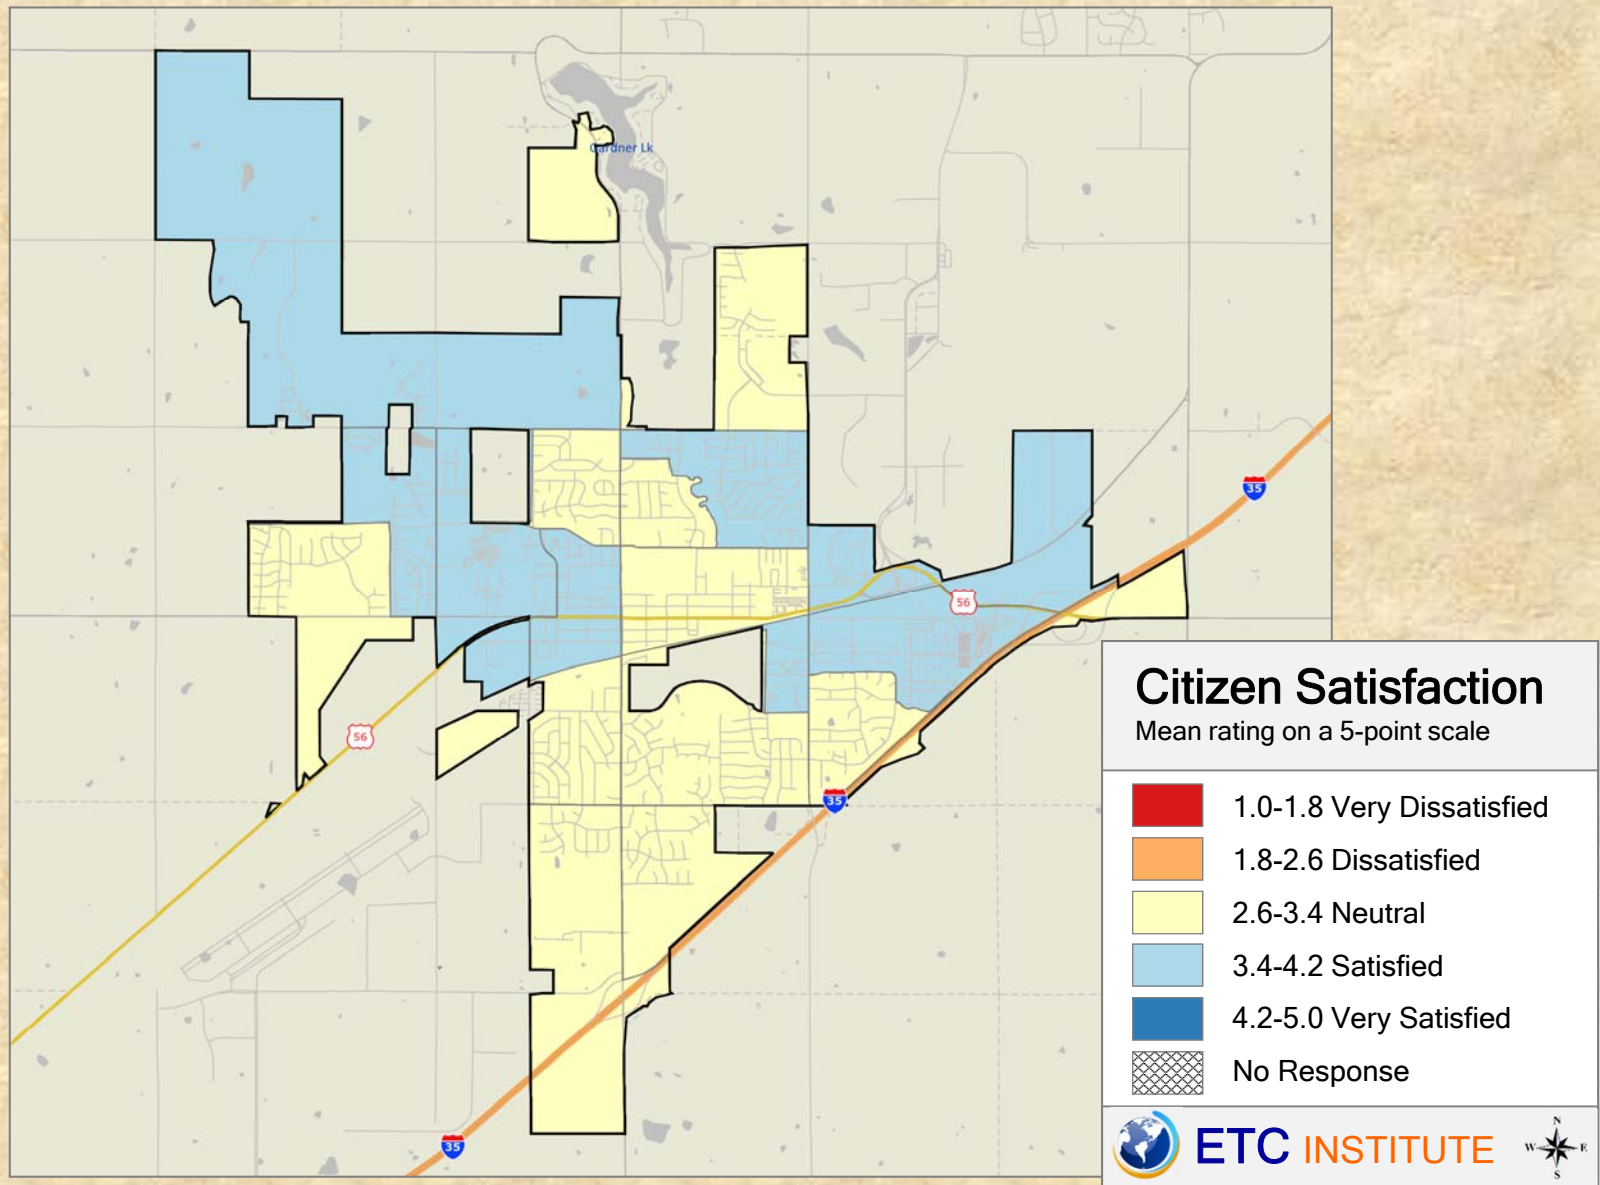 Gardner Lk
35
56
56
35
35
Citizen Satisfaction
Mean rating on a 5-point scale
1.0-1.8 Very Dissatisfied
1.8-2.6 Dissatisfied
2.6-3.4 Neutral
3.4-4.2 Satisfied
4.2-5.0 Very Satisfied
No Response
ETC INSTITUTE
N
W E
S